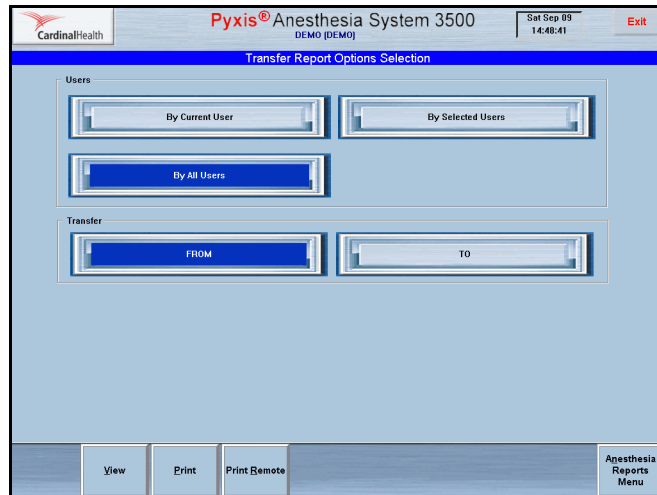 CardinalHealth
Pyxis® Anesthesia System 3500
DEMO (DEMO)
Sat Sep 09
14:48:41
Exit
Transfer Report Options Selection
Users
By Current User
By Selected Users
By All Users
Transfer
FROM
TO
View
Print
Print Remote
Anesthesia
Reports
Menu